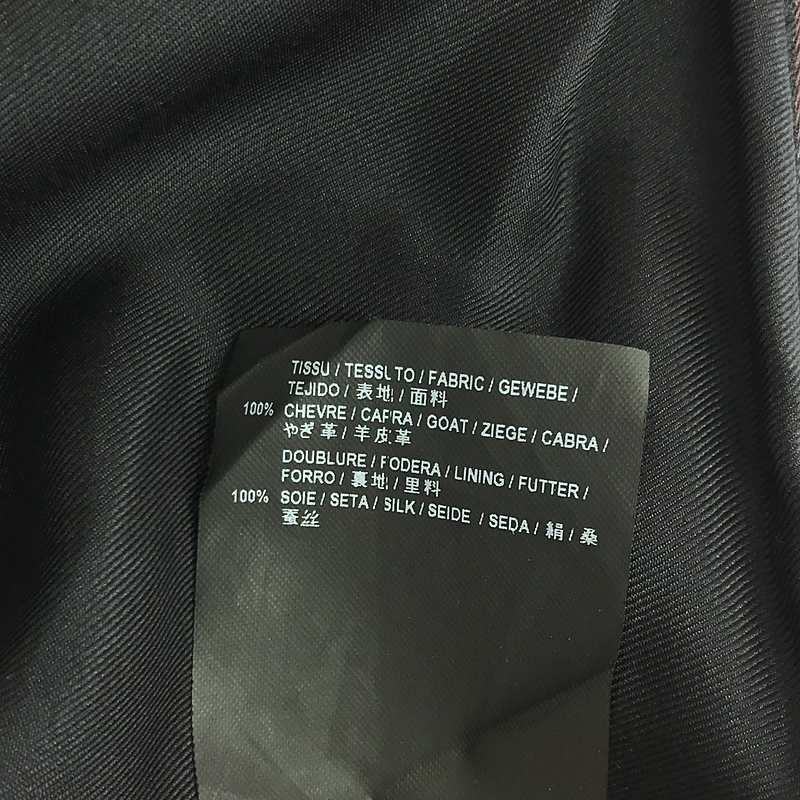 TISSU / TESSUTO / FABRIC / GEWEBE /
TEJIDO / 表地 / 面料
100% CHEVRE / CAPRA / GOAT / ZIEGE / CABRA /
やぎ革 / 羊皮革
DOUBLURE / FODERA / LINING / FUTTER /
FORRO / 裏地 / 里料
100% SOIE / SETA / SILK / SEIDE / SEDA / 絹 / 桑
蚕丝